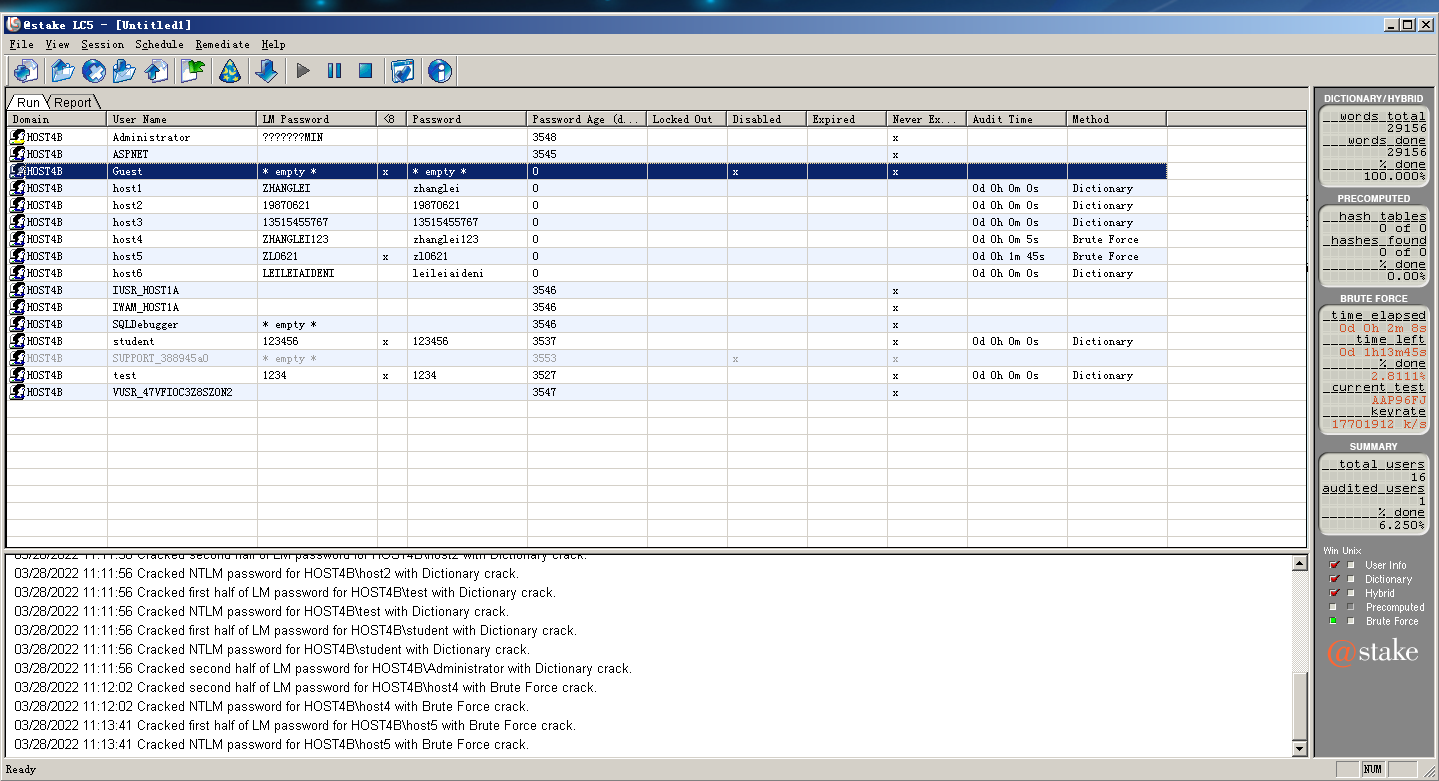 @stake LC5 - [Untitled1]
File View Session Schedule Remediate Help
Run Report
Domain User Name LM Password <8 Password Password Age (d... Locked Out Disabled Expired Never Ex... Audit Time Method
HOST4B Administrator ???????MIN 3548 x
HOST4B ASPNET 3545 x
HOST4B Guest * empty * x * empty * 0 x x
HOST4B host1 ZHANGLEI zhanglei 0 0d 0h 0m 0s Dictionary
HOST4B host2 19870621 19870621 0 0d 0h 0m 0s Dictionary
HOST4B host3 13515455767 13515455767 0 0d 0h 0m 0s Dictionary
HOST4B host4 ZHANGLEI123 zhanglei123 0 0d 0h 0m 5s Brute Force
HOST4B host5 ZL0621 x zl0621 0 0d 0h 1m 45s Brute Force
HOST4B host6 LEILEIAIDENI leileiaideni 0 0d 0h 0m 0s Dictionary
HOST4B IUSR_HOST1A 3546 x
HOST4B IWAM_HOST1A 3546 x
HOST4B SQLDebugger * empty * 3546 x
HOST4B student 123456 x 123456 3537 x 0d 0h 0m 0s Dictionary
HOST4B SUPPORT_388945a0 * empty * 3553 x x
HOST4B test 1234 x 1234 3527 x 0d 0h 0m 0s Dictionary
HOST4B VUSR_47VFIOC3Z8SZON2 3547 x
03/28/2022 11:11:56 Cracked second half of LM password for HOST4B\host2 with Dictionary crack.
03/28/2022 11:11:56 Cracked NTLM password for HOST4B\host2 with Dictionary crack.
03/28/2022 11:11:56 Cracked first half of LM password for HOST4B\test with Dictionary crack.
03/28/2022 11:11:56 Cracked NTLM password for HOST4B\test with Dictionary crack.
03/28/2022 11:11:56 Cracked first half of LM password for HOST4B\student with Dictionary crack.
03/28/2022 11:11:56 Cracked NTLM password for HOST4B\student with Dictionary crack.
03/28/2022 11:11:56 Cracked second half of LM password for HOST4B\Administrator with Dictionary crack.
03/28/2022 11:12:02 Cracked second half of LM password for HOST4B\host4 with Brute Force crack.
03/28/2022 11:12:02 Cracked NTLM password for HOST4B\host4 with Brute Force crack.
03/28/2022 11:13:41 Cracked first half of LM password for HOST4B\host5 with Brute Force crack.
03/28/2022 11:13:41 Cracked NTLM password for HOST4B\host5 with Brute Force crack.
DICTIONARY/HYBRID
words total
29156
words done
29156
% done
100.000%
PRECOMPUTED
hash tables
0 of 0
hashes found
0 of 0
% done
0.00%
BRUTE FORCE
time elapsed
0d 0h 2m 8s
time left
0d 1h13m45s
% done
2.8111%
current test
AAP96FJ
keyrate
17701912 k/s
SUMMARY
total users
16
audited users
1
% done
6.250%
Win Unix
User Info
Dictionary
Hybrid
Precomputed
Brute Force
@stake
Ready
NUM